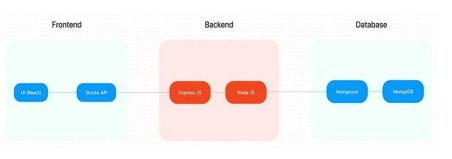 Frontend
Backend
Database
UI (React)
Stocks API
Express JS
Node JS
Mongoose
MongoDB